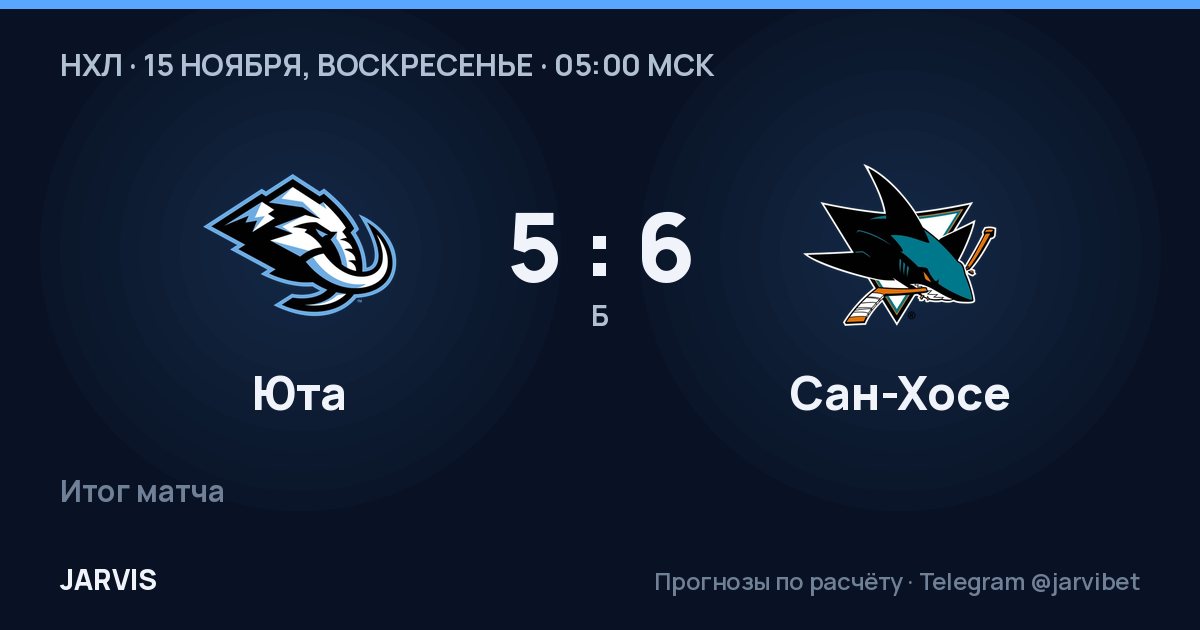 НХЛ · 15 НОЯБРЯ, ВОСКРЕСЕНЬЕ · 05:00 МСК
5 : 6
Б
Юта
Сан-Хосе
Итог матча
JARVIS
Прогнозы по расчёту · Telegram @jarvibet